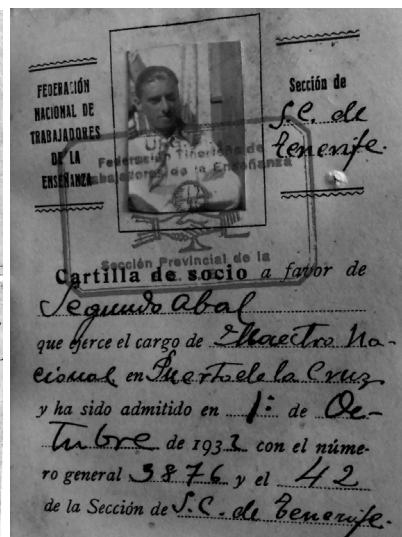 FEDERACIÓN
NACIONAL DE
TRABAJADORES
DE LA
ENSEÑANZA
Sección de
S.C. de
Tenerife.
U.R.G.
Federación Tinerfeña de
Trabajadores de la Enseñanza
Sección Provincial de la
Cartilla de socio a favor de
Segundo Abal
que ejerce el cargo de Maestro Na-
cional en Puerto de la Cruz
y ha sido admitido en 1º de Oc-
tubre de 1932 con el núme-
ro general 3876 y el 42
de la Sección de S.C. de Tenerife.